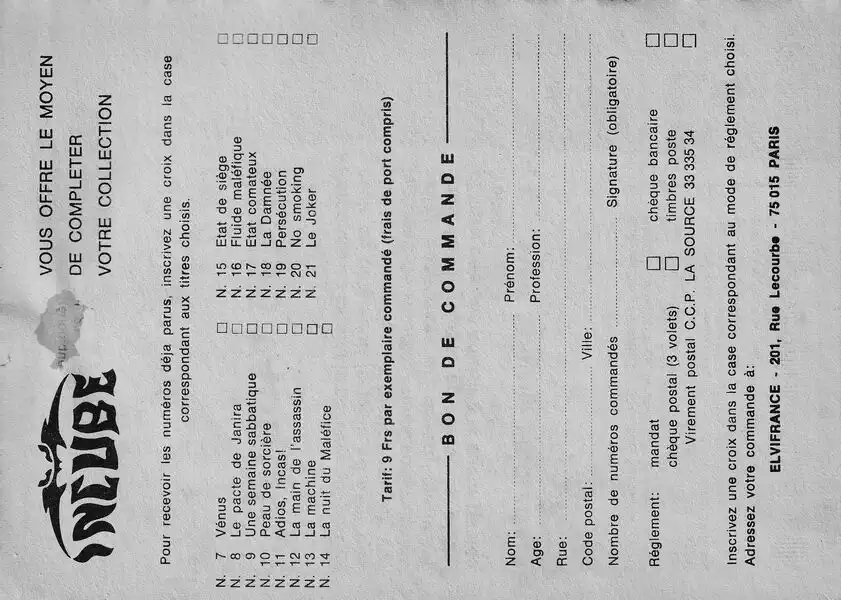 INCUBE
VOUS OFFRE LE MOYEN
DE COMPLETER
VOTRE COLLECTION
Pour recevoir les numéros déja parus, inscrivez une croix dans la case
correspondant aux titres choisis.
N. 7 Vénus
N. 8 Le pacte de Janira
N. 9 Une semaine sabbatique
N. 10 Peau de sorcière
N. 11 Adios, Incas!
N. 12 La main de l'assassin
N. 13 La machine
N. 14 La nuit du Maléfice
N. 15 Etat de siège
N. 16 Fluide maléfique
N. 17 Etat comateux
N. 18 La Damnée
N. 19 Persécution
N. 20 No smoking
N. 21 Le Joker
Tarif: 9 Frs par exemplaire commandé (frais de port compris)
BON DE COMMANDE
Nom: Prénom:
Age: Profession:
Rue:
Code postal: Ville:
Nombre de numéros commandés Signature (obligatoire)
Réglement: mandat chèque bancaire
chèque postal (3 volets) timbres poste
Virement postal C.C.P. LA SOURCE 33 335 34
Inscrivez une croix dans la case correspondant au mode de réglement choisi.
Adressez votre commande à:
ELVIFRANCE - 201, Rue Lecourbe - 75 015 PARIS